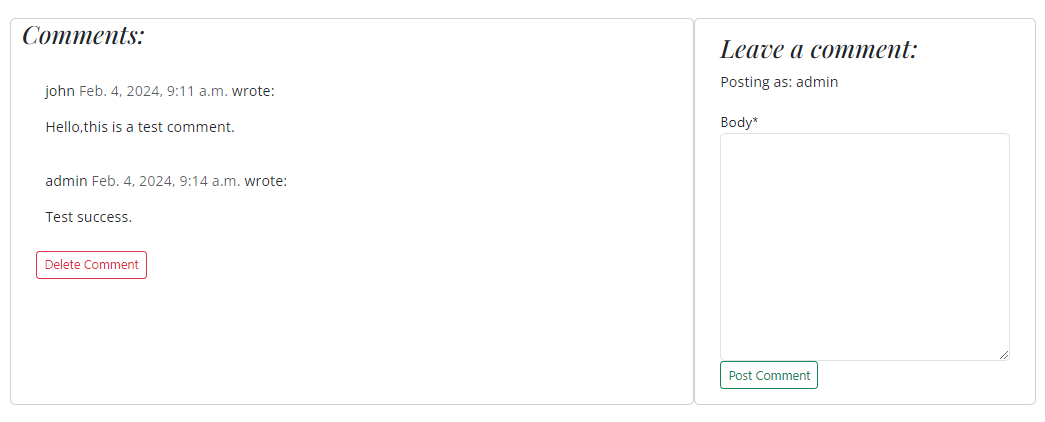 Comments:
john Feb. 4, 2024, 9:11 a.m. wrote:
Hello,this is a test comment.
admin Feb. 4, 2024, 9:14 a.m. wrote:
Test success.
Delete Comment
Leave a comment:
Posting as: admin
Body*
Post Comment